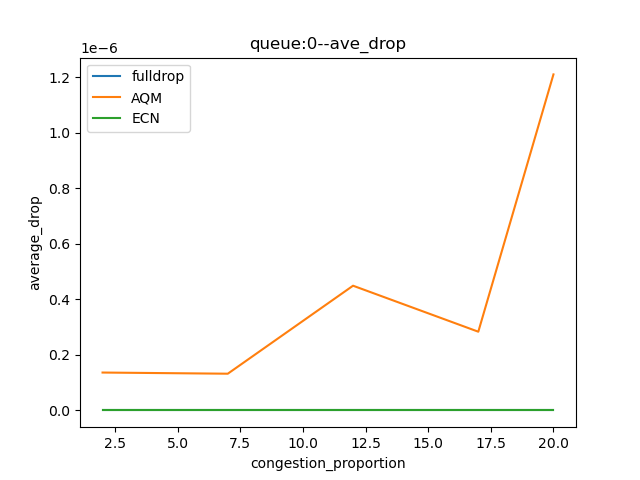 queue:0--ave_drop
1e−6
fulldrop
AQM
ECN
average_drop
1.2
1.0
0.8
0.6
0.4
0.2
0.0
2.5 5.0 7.5 10.0 12.5 15.0 17.5 20.0
congestion_proportion